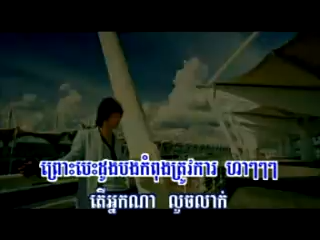 ព្រោះបេះដូងបងកំពុងត្រូវការ ហាៗៗៗ
តើអ្នកណា លួចលាក់